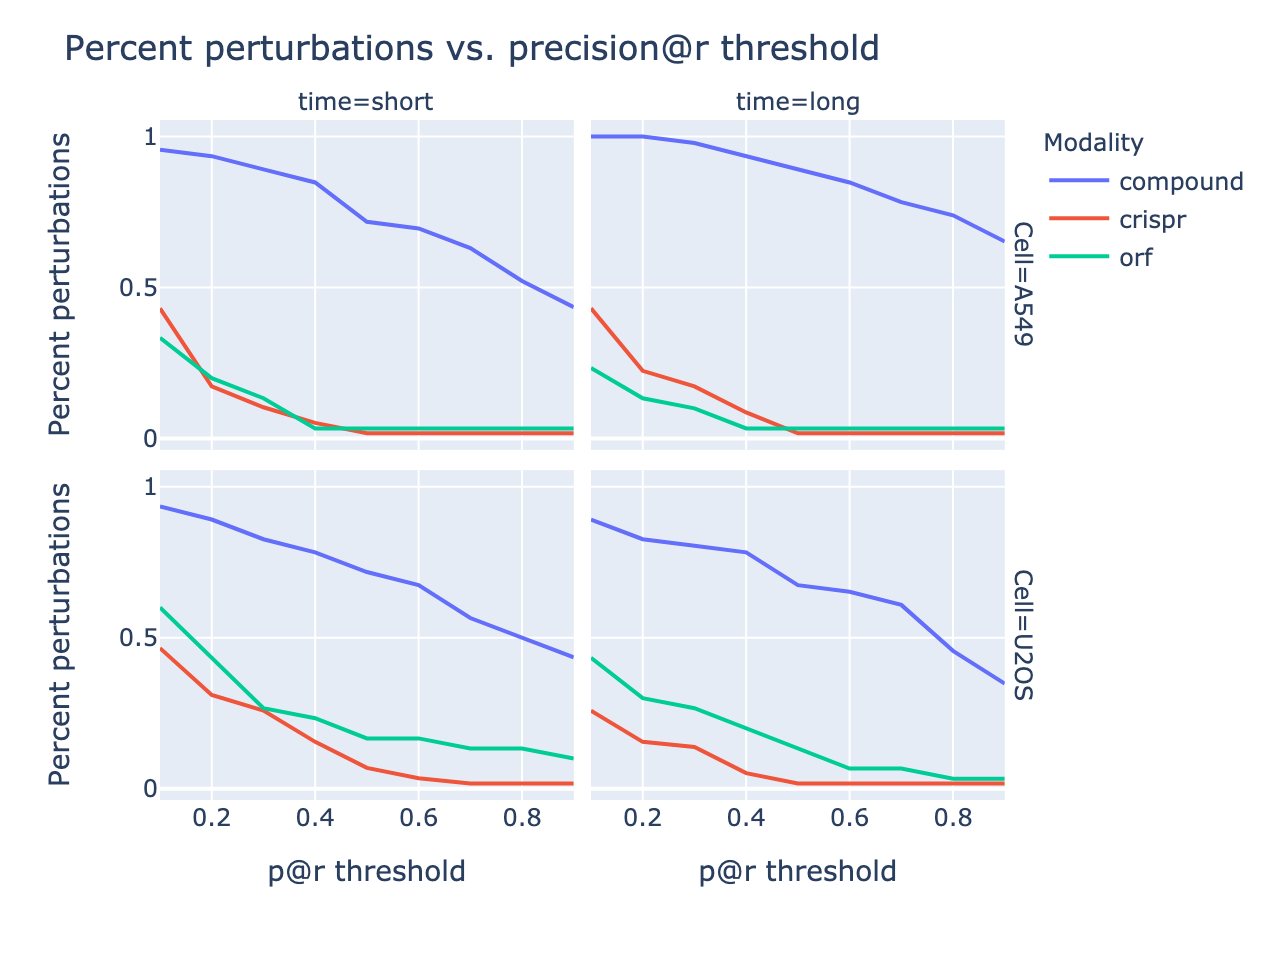 Percent perturbations vs. precision@r threshold
time=short
time=long
Modality
compound
crispr
orf
Percent perturbations
1
0.5
0
Cell=A549
Percent perturbations
1
0.5
0
Cell=U2OS
0.2 0.4 0.6 0.8
0.2 0.4 0.6 0.8
p@r threshold
p@r threshold